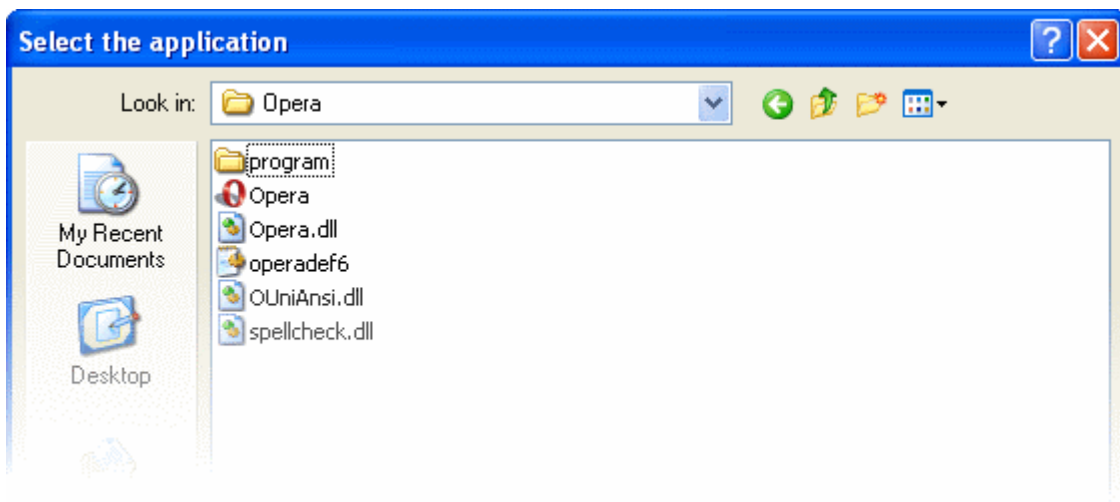 Select the application
Look in: Opera
program
Opera
Opera.dll
operadef6
OUniAnsi.dll
spellcheck.dll
My Recent
Documents
Desktop